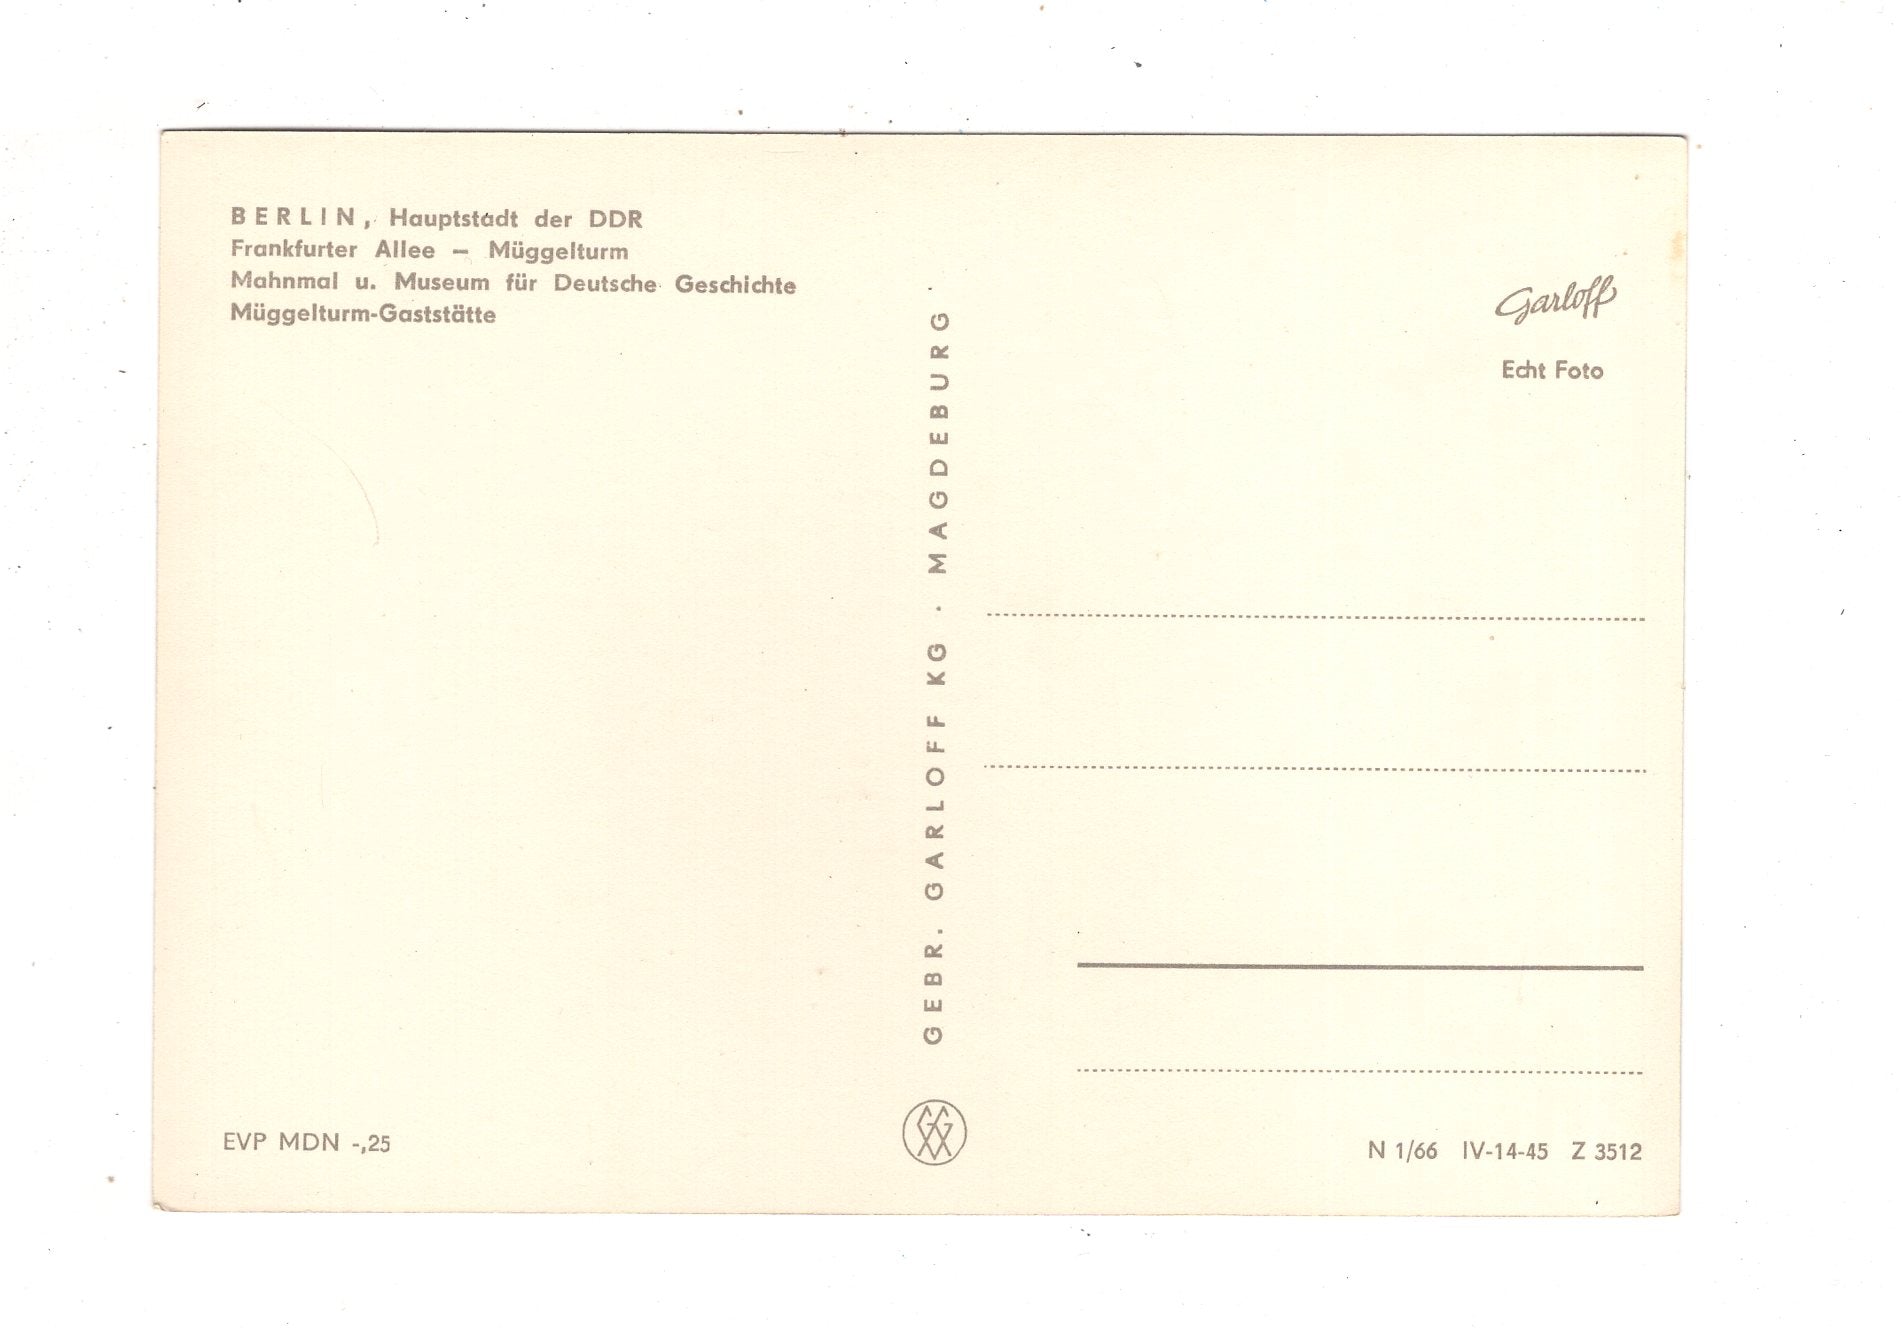 BERLIN, Hauptstadt der DDR
Frankfurter Allee – Müggelturm
Mahnmal u. Museum für Deutsche Geschichte
Müggelturm-Gaststätte
EVP MDN -,25
GEBR. GARLOFF KG · MAGDEBURG
Garloff
Echt Foto
N 1/66 IV-14-45 Z 3512